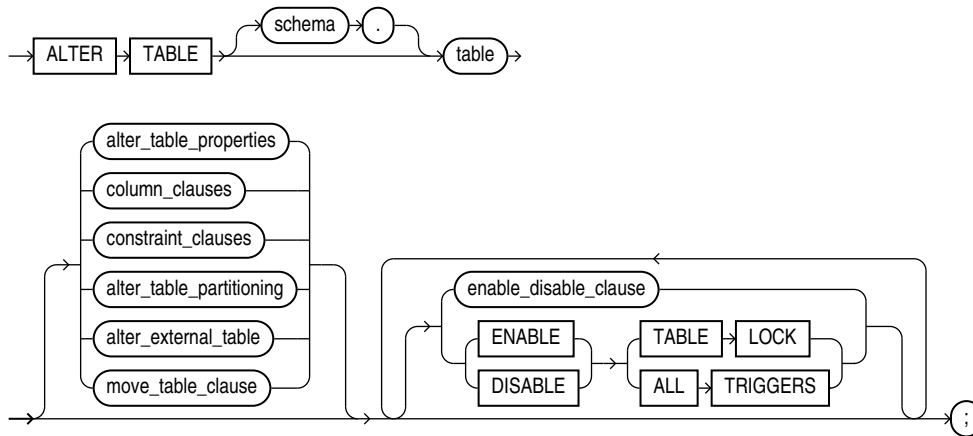 schema .
ALTER TABLE table
alter_table_properties
column_clauses
constraint_clauses
alter_table_partitioning
alter_external_table
move_table_clause
enable_disable_clause
ENABLE TABLE LOCK
DISABLE ALL TRIGGERS
;